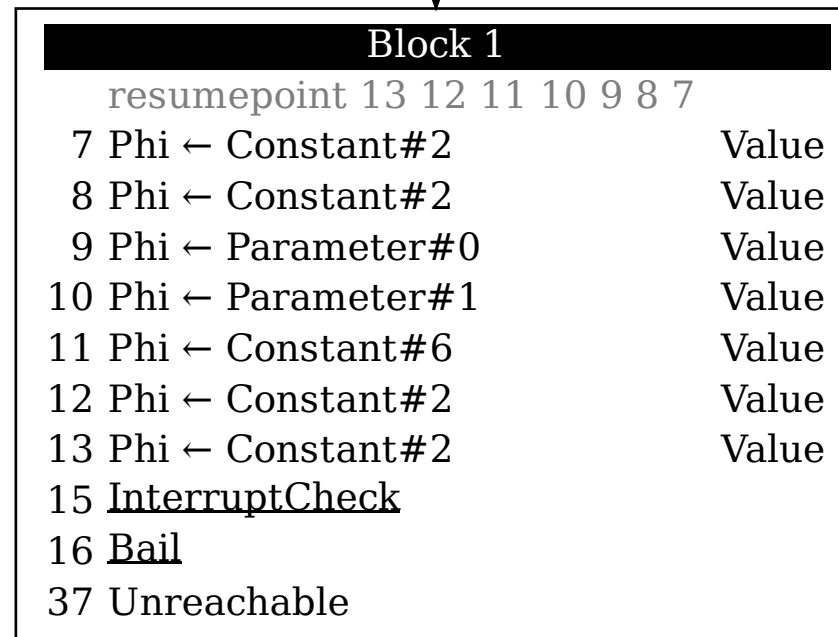 Block 1
resumepoint 13 12 11 10 9 8 7
7 Phi ← Constant#2 Value
8 Phi ← Constant#2 Value
9 Phi ← Parameter#0 Value
10 Phi ← Parameter#1 Value
11 Phi ← Constant#6 Value
12 Phi ← Constant#2 Value
13 Phi ← Constant#2 Value
15 InterruptCheck
16 Bail
37 Unreachable